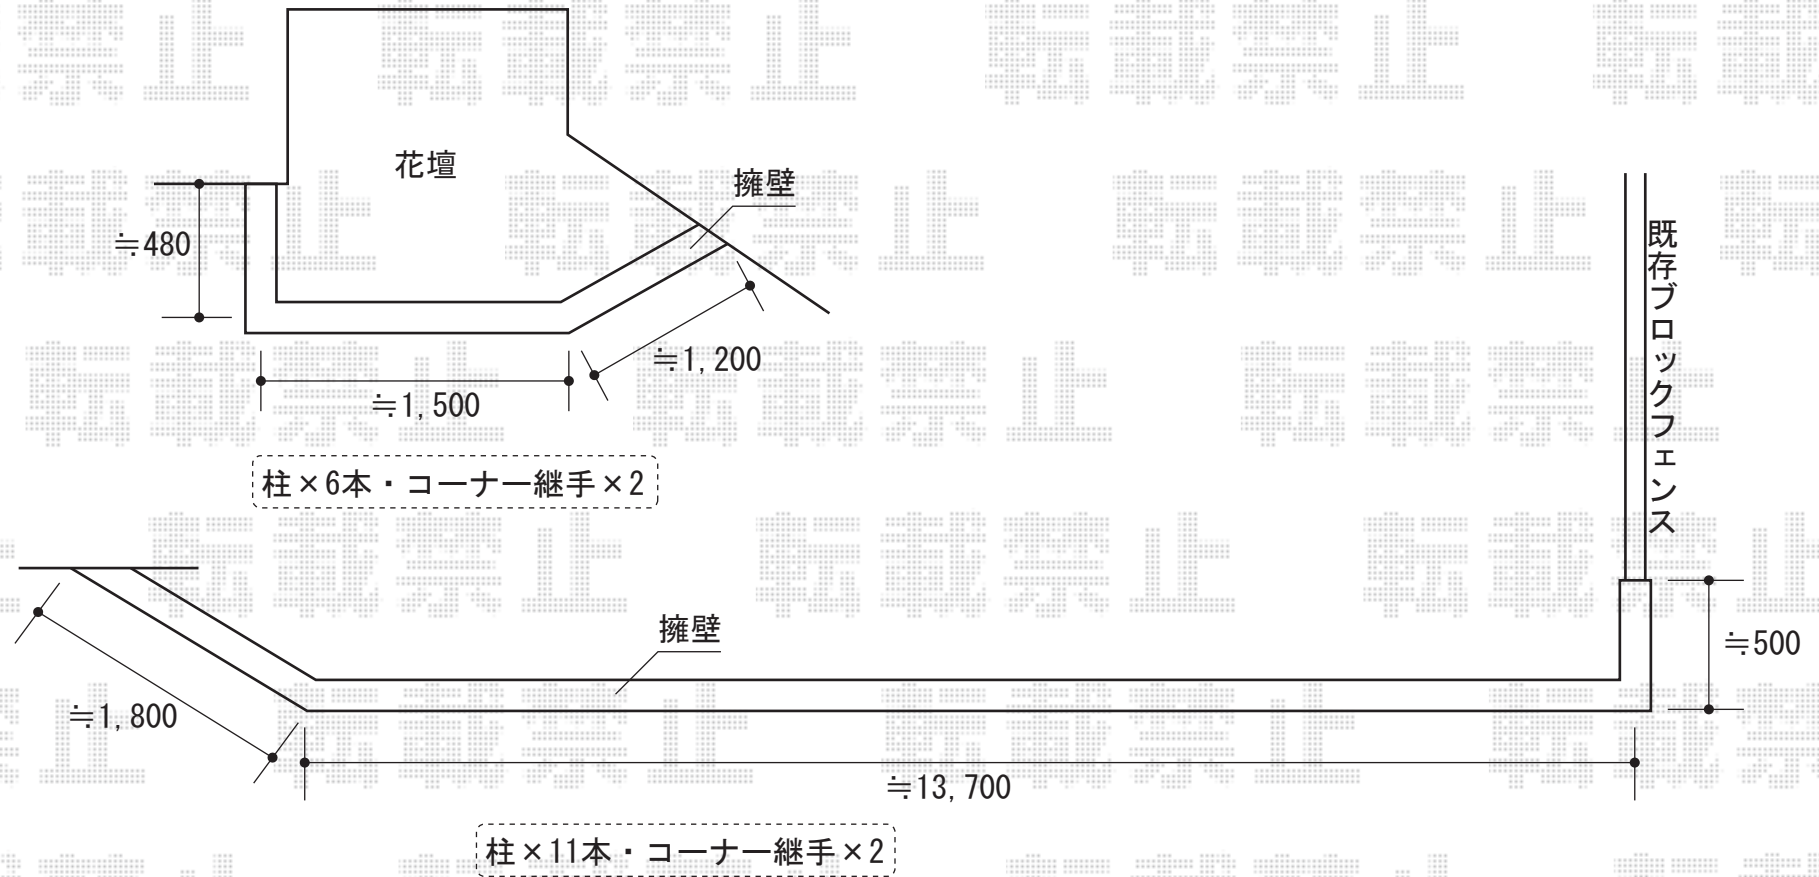 花壇
擁壁
≒480
≒1,200
≒1,500
柱×6本・コーナー継手×2
既存ブロックフェンス
擁壁
≒500
≒1,800
≒13,700
柱×11本・コーナー継手×2
転載禁止